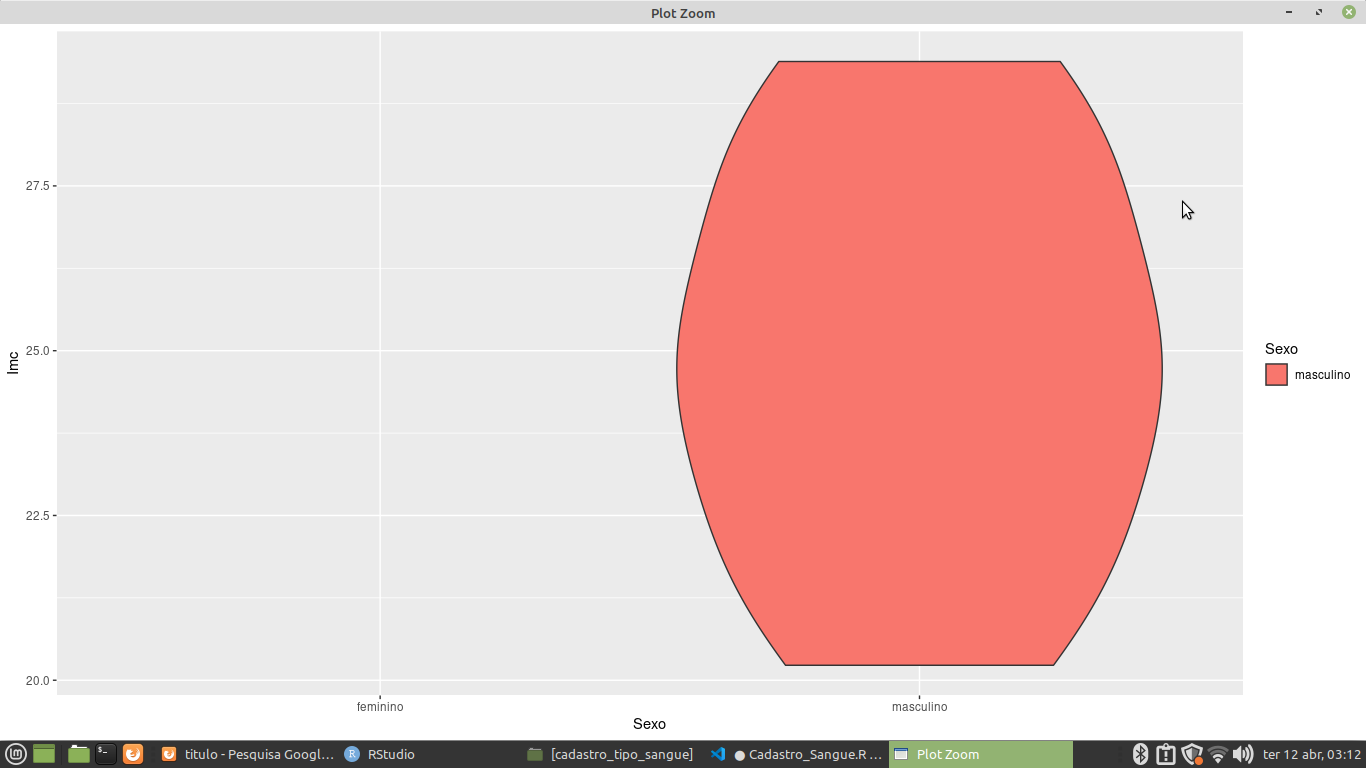 Plot Zoom
27.5
25.0
22.5
20.0
Imc
feminino
masculino
Sexo
Sexo
masculino
titulo - Pesquisa Googl...
RStudio
[cadastro_tipo_sangue]
● Cadastro_Sangue.R ...
Plot Zoom
ter 12 abr, 03:12